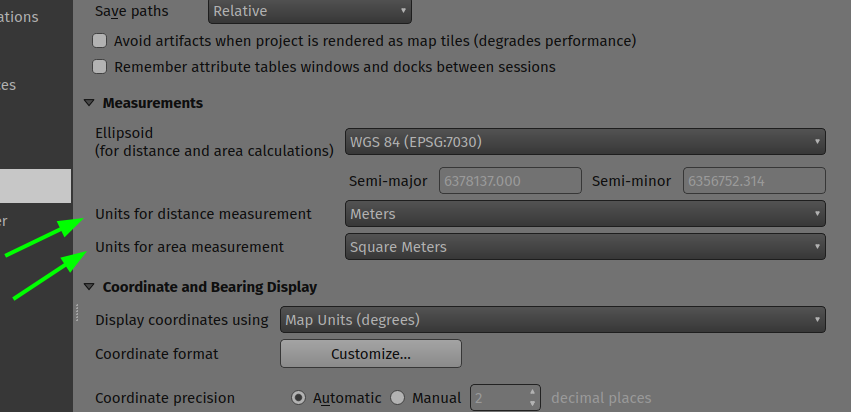 ations
Save paths Relative
Avoid artifacts when project is rendered as map tiles (degrades performance)
Remember attribute tables windows and docks between sessions
ces
Measurements
Ellipsoid
(for distance and area calculations) WGS 84 (EPSG:7030)
Semi-major 6378137.000 Semi-minor 6356752.314
er
Units for distance measurement Meters
Units for area measurement Square Meters
Coordinate and Bearing Display
Display coordinates using Map Units (degrees)
Coordinate format Customize...
Coordinate precision Automatic Manual 2 decimal places